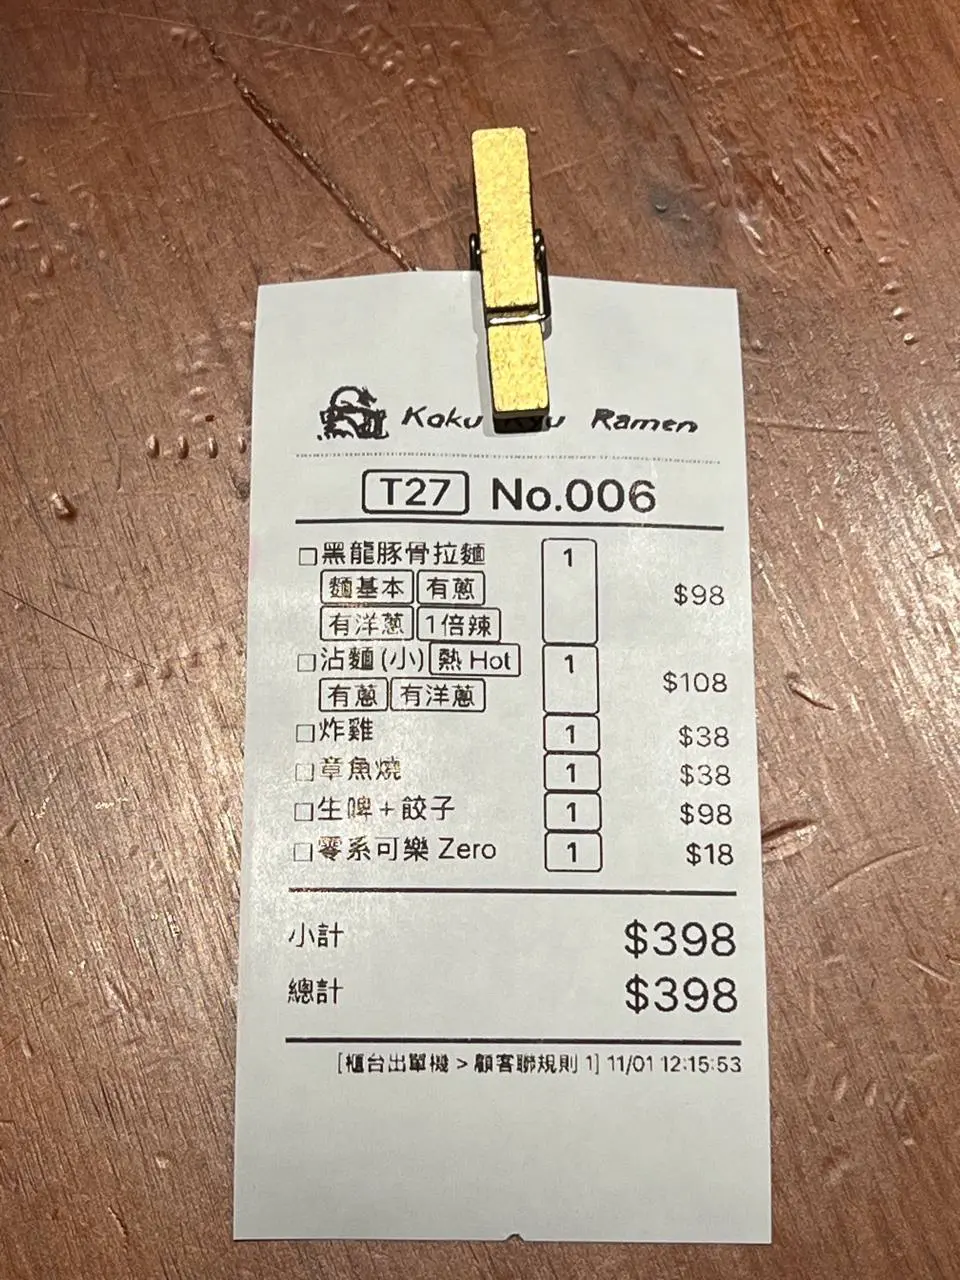 Koku Ramen
T27 No.006
□黑龍豚骨拉麵 1 $98
麵基本 有蔥
有洋蔥 1倍辣
□沾麵(小) 熱 Hot 1 $108
有蔥 有洋蔥
□炸雞 1 $38
□章魚燒 1 $38
□生啤+餃子 1 $98
□零系可樂 Zero 1 $18
小計 $398
總計 $398
[櫃台出單機 > 顧客聯規則 1] 11/01 12:15:53